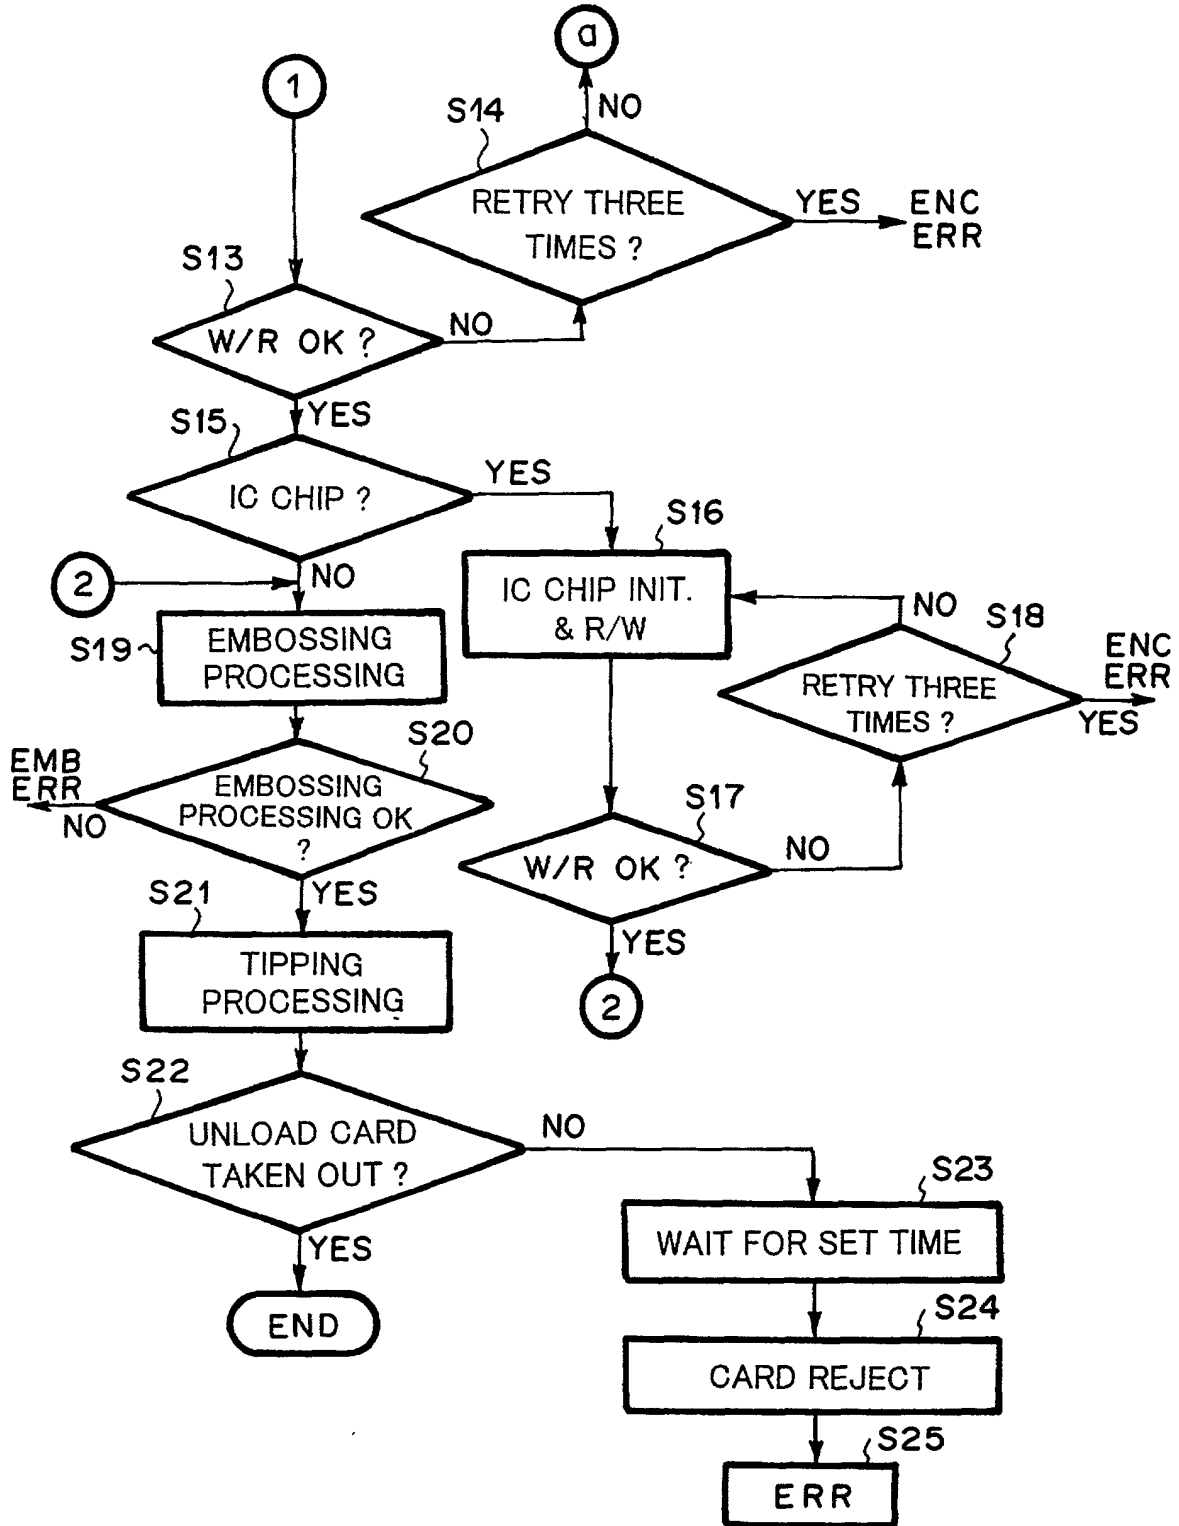 a
1
NO
S14
RETRY THREE
TIMES ?
YES
ENC
ERR
S13
W/R OK ?
NO
YES
S15
IC CHIP ?
YES
S16
IC CHIP INIT.
& R/W
2
NO
NO
S18
RETRY THREE
TIMES ?
ENC
ERR
YES
S19
EMBOSSING
PROCESSING
S20
EMBOSSING
PROCESSING OK
?
EMB
ERR
NO
S17
W/R OK ?
NO
YES
2
YES
S21
TIPPING
PROCESSING
S22
UNLOAD CARD
TAKEN OUT ?
NO
YES
END
S23
WAIT FOR SET TIME
S24
CARD REJECT
S25
ERR